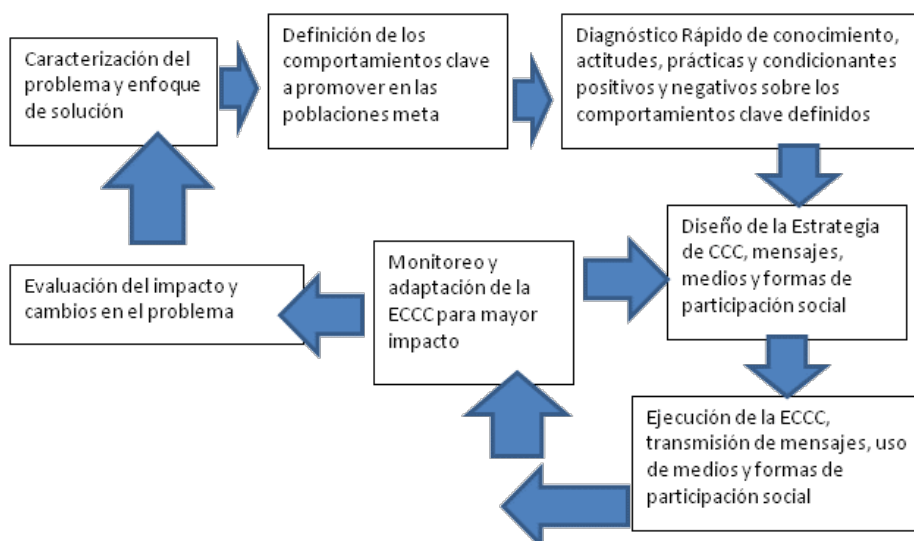 Caracterización del
problema y enfoque
de solución
Definición de los
comportamientos clave
a promover en las
poblaciones meta
Diagnóstico Rápido de conocimiento,
actitudes, prácticas y condicionantes
positivos y negativos sobre los
comportamientos clave definidos
Diseño de la Estrategia
de CCC, mensajes,
medios y formas de
participación social
Ejecución de la ECCC,
transmisión de mensajes, uso
de medios y formas de
participación social
Monitoreo y
adaptación de la
ECCC para mayor
impacto
Evaluación del impacto y
cambios en el problema